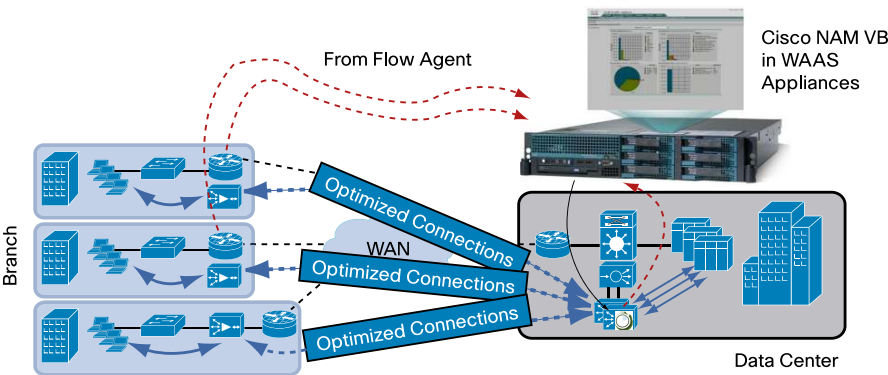 From Flow Agent
Cisco NAM VB
in WAAS
Appliances
Branch
Optimized Connections
WAN
Optimized Connections
Optimized Connections
Data Center